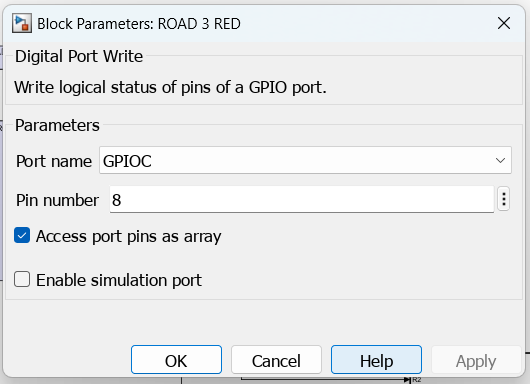 Block Parameters: ROAD 3 RED
Digital Port Write
Write logical status of pins of a GPIO port.
Parameters
Port name GPIOC
Pin number 8
Access port pins as array
Enable simulation port
OK Cancel Help Apply
R2